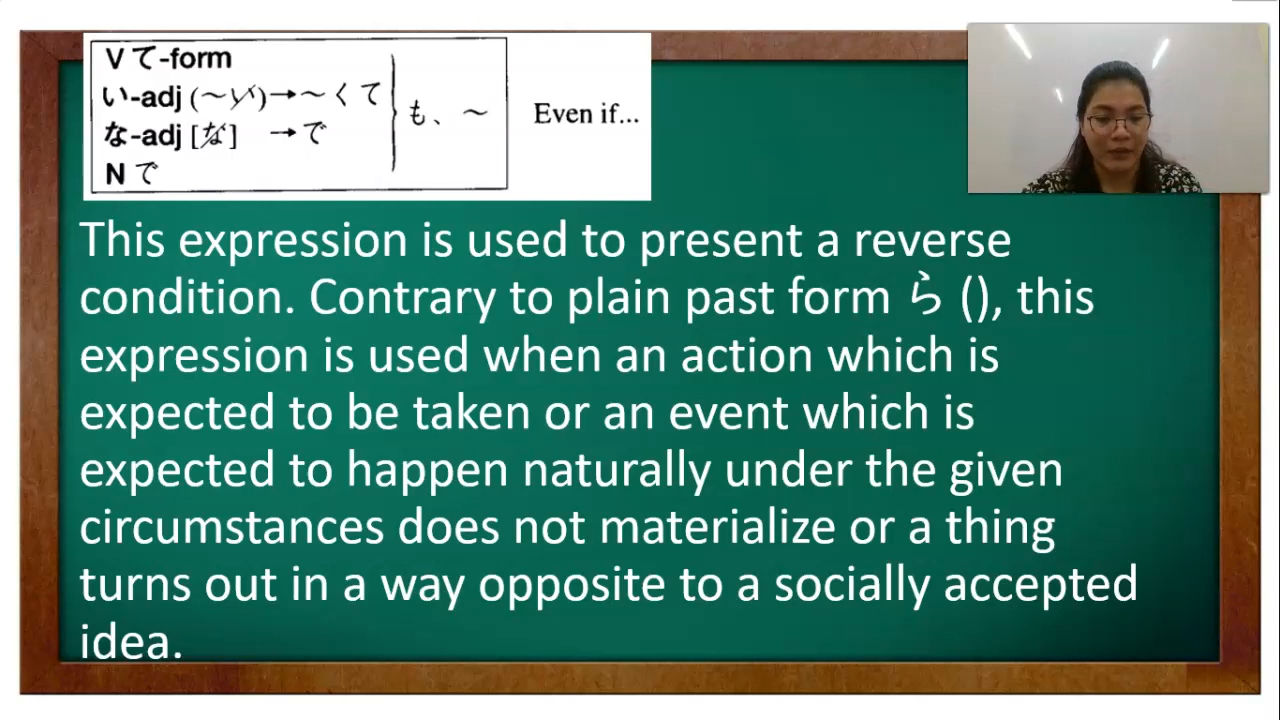 V て-form
い-adj (～い)→～くて
な-adj [な] →で
N で
も、～
Even if...
This expression is used to present a reverse
condition. Contrary to plain past form ら (), this
expression is used when an action which is
expected to be taken or an event which is
expected to happen naturally under the given
circumstances does not materialize or a thing
turns out in a way opposite to a socially accepted
idea.